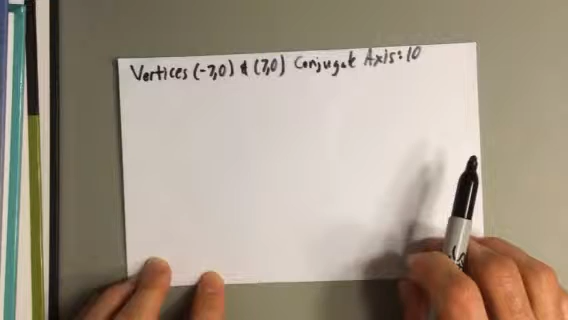 Vertices (-7,0) & (7,0) Conjugate Axis: 10